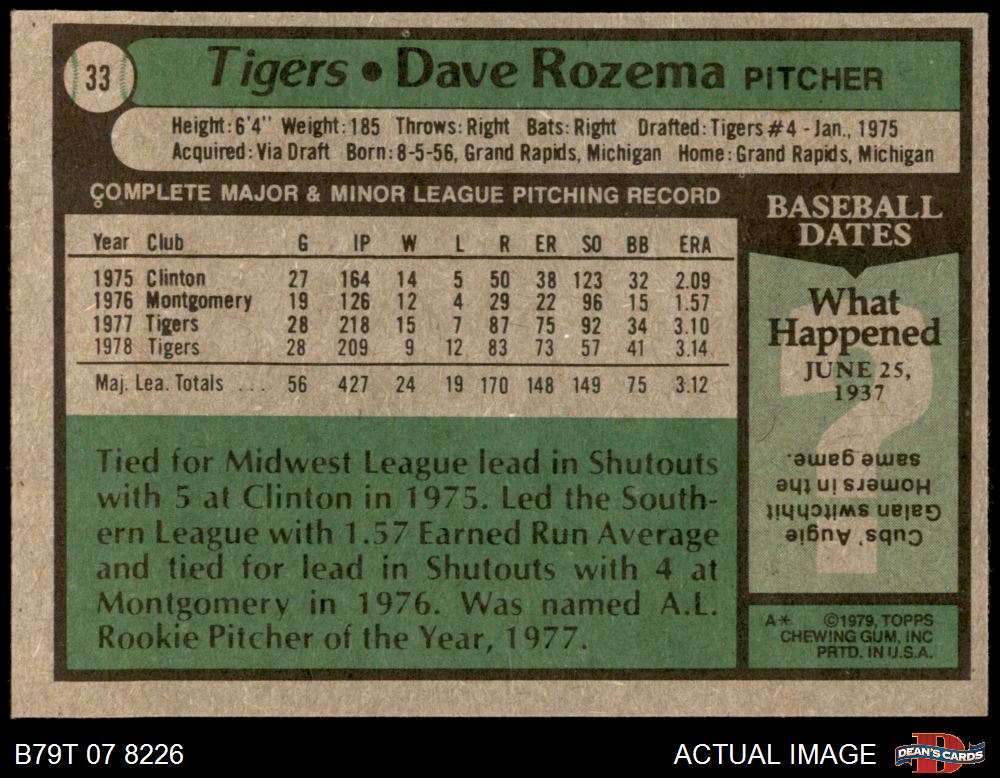 33
Tigers • Dave Rozema PITCHER
Height: 6'4" Weight: 185 Throws: Right Bats: Right Drafted: Tigers #4 - Jan., 1975
Acquired: Via Draft Born: 8-5-56, Grand Rapids, Michigan Home: Grand Rapids, Michigan
COMPLETE MAJOR & MINOR LEAGUE PITCHING RECORD
Year Club G IP W L R ER SO BB ERA
1975 Clinton 27 164 14 5 50 38 123 32 2.09
1976 Montgomery 19 126 12 4 29 22 96 15 1.57
1977 Tigers 28 218 15 7 87 75 92 34 3.10
1978 Tigers 28 209 9 12 83 73 57 41 3.14
Maj. Lea. Totals ... 56 427 24 19 170 148 149 75 3.12
Tied for Midwest League lead in Shutouts
with 5 at Clinton in 1975. Led the South-
ern League with 1.57 Earned Run Average
and tied for lead in Shutouts with 4 at
Montgomery in 1976. Was named A.L.
Rookie Pitcher of the Year, 1977.
BASEBALL
DATES
What
Happened
JUNE 25,
1937
?
Cubs' Augie
Galan switchhit
Homers in the
same game.
A* ©1979, TOPPS
CHEWING GUM, INC
PRTD. IN U.S.A.
B79T 07 8226
ACTUAL IMAGE
DEAN'S CARDS